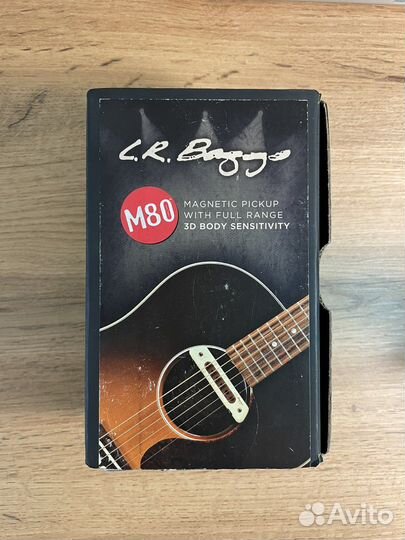 L.R. Baggs
M80
MAGNETIC PICKUP
WITH FULL RANGE
3D BODY SENSITIVITY
Avito